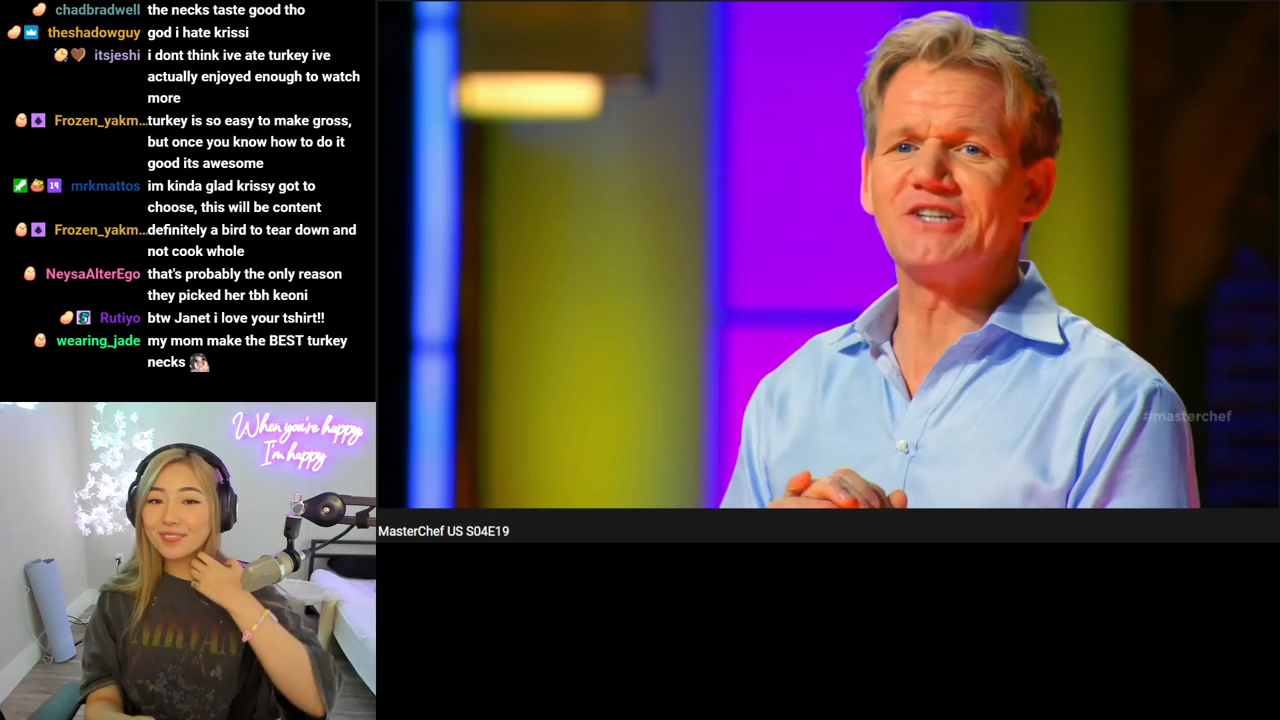 chadbradwell the necks taste good tho
theshadowguy god i hate krissi
itsjeshi i dont think ive ate turkey ive
actually enjoyed enough to watch
more
Frozen_yakm... turkey is so easy to make gross,
but once you know how to do it
good its awesome
mrkmattos im kinda glad krissy got to
choose, this will be content
Frozen_yakm... definitely a bird to tear down and
not cook whole
NeysaAlterEgo that's probably the only reason
they picked her tbh keoni
Rutiyo btw Janet i love your tshirt!!
wearing_jade my mom make the BEST turkey
necks
When you're happy
I'm happy
#masterchef
MasterChef US S04E19